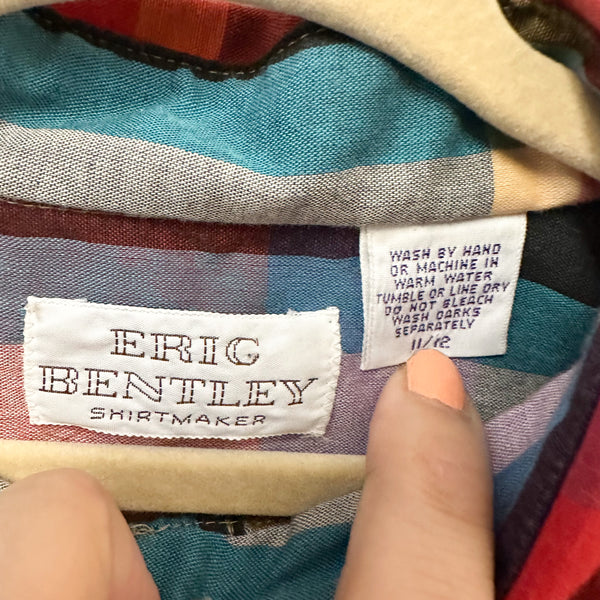 ERIC
BENTLEY
SHIRTMAKER
WASH BY HAND
OR MACHINE IN
WARM WATER
TUMBLE OR LINE DRY
DO NOT BLEACH
WASH DARKS
SEPARATELY
11/12